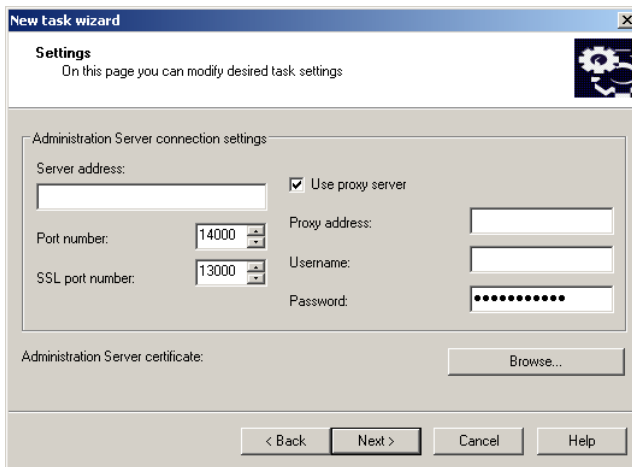 New task wizard
Settings
On this page you can modify desired task settings
Administration Server connection settings
Server address:
Use proxy server
Port number: 14000
Proxy address:
SSL port number: 13000
Username:
Password: •••••••••••
Administration Server certificate:
Browse...
< Back Next > Cancel Help